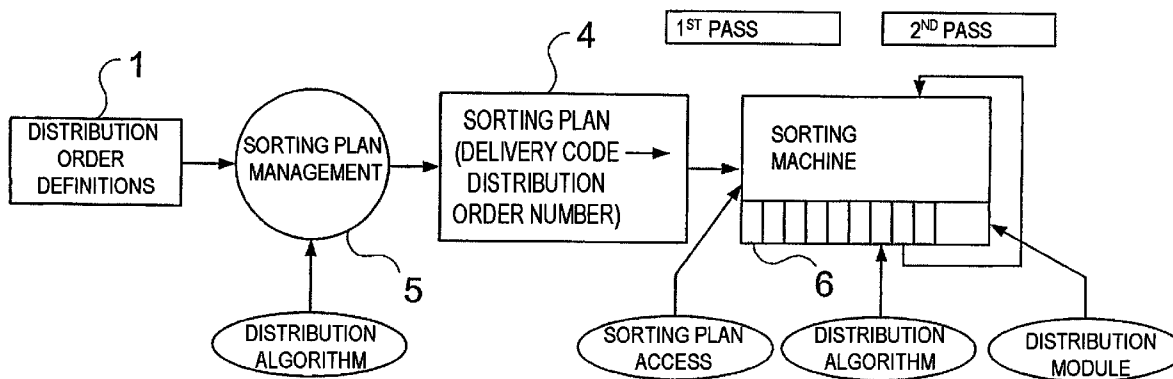 1ST PASS
2ND PASS
1
4
DISTRIBUTION
ORDER
DEFINITIONS
SORTING PLAN
MANAGEMENT
SORTING PLAN
(DELIVERY CODE
DISTRIBUTION
ORDER NUMBER)
SORTING
MACHINE
5
6
DISTRIBUTION
ALGORITHM
SORTING PLAN
ACCESS
DISTRIBUTION
ALGORITHM
DISTRIBUTION
MODULE